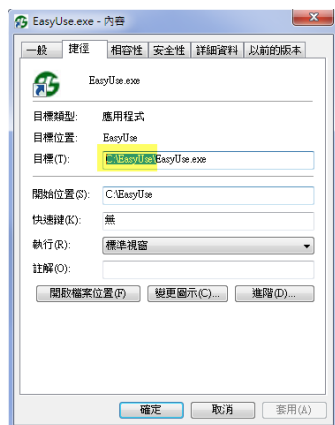 EasyUse.exe - 內容
一般 捷徑 相容性 安全性 詳細資料 以前的版本
EasyUse.exe
目標類型: 應用程式
目標位置: EasyUse
目標(T): C:\EasyUse\EasyUse.exe
開始位置(S): C:\EasyUse
快速鍵(K): 無
執行(R): 標準視窗
註解(O):
開啟檔案位置(F) 變更圖示(C)... 進階(D)...
確定 取消 套用(A)